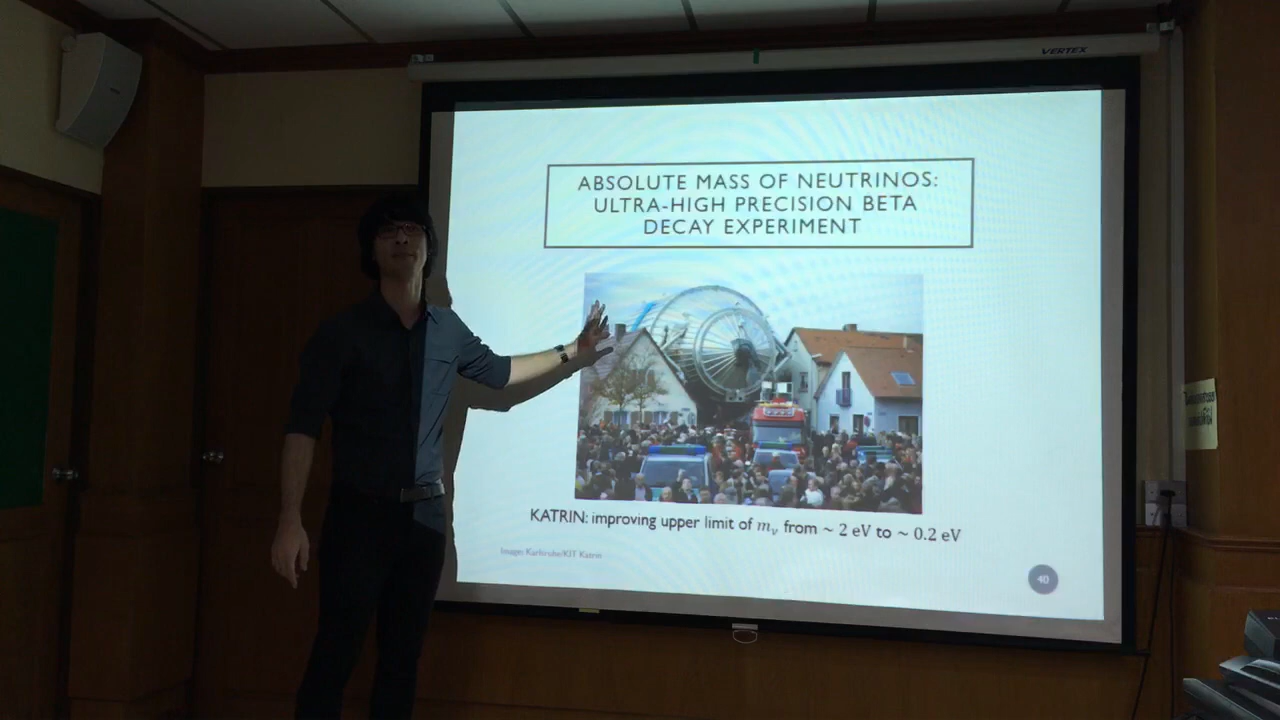 VERTEX
ABSOLUTE MASS OF NEUTRINOS:
ULTRA-HIGH PRECISION BETA
DECAY EXPERIMENT
KATRIN: improving upper limit of mᵥ from ~ 2 eV to ~ 0.2 eV
Image: Karlsruhe/KIT Katrin
40